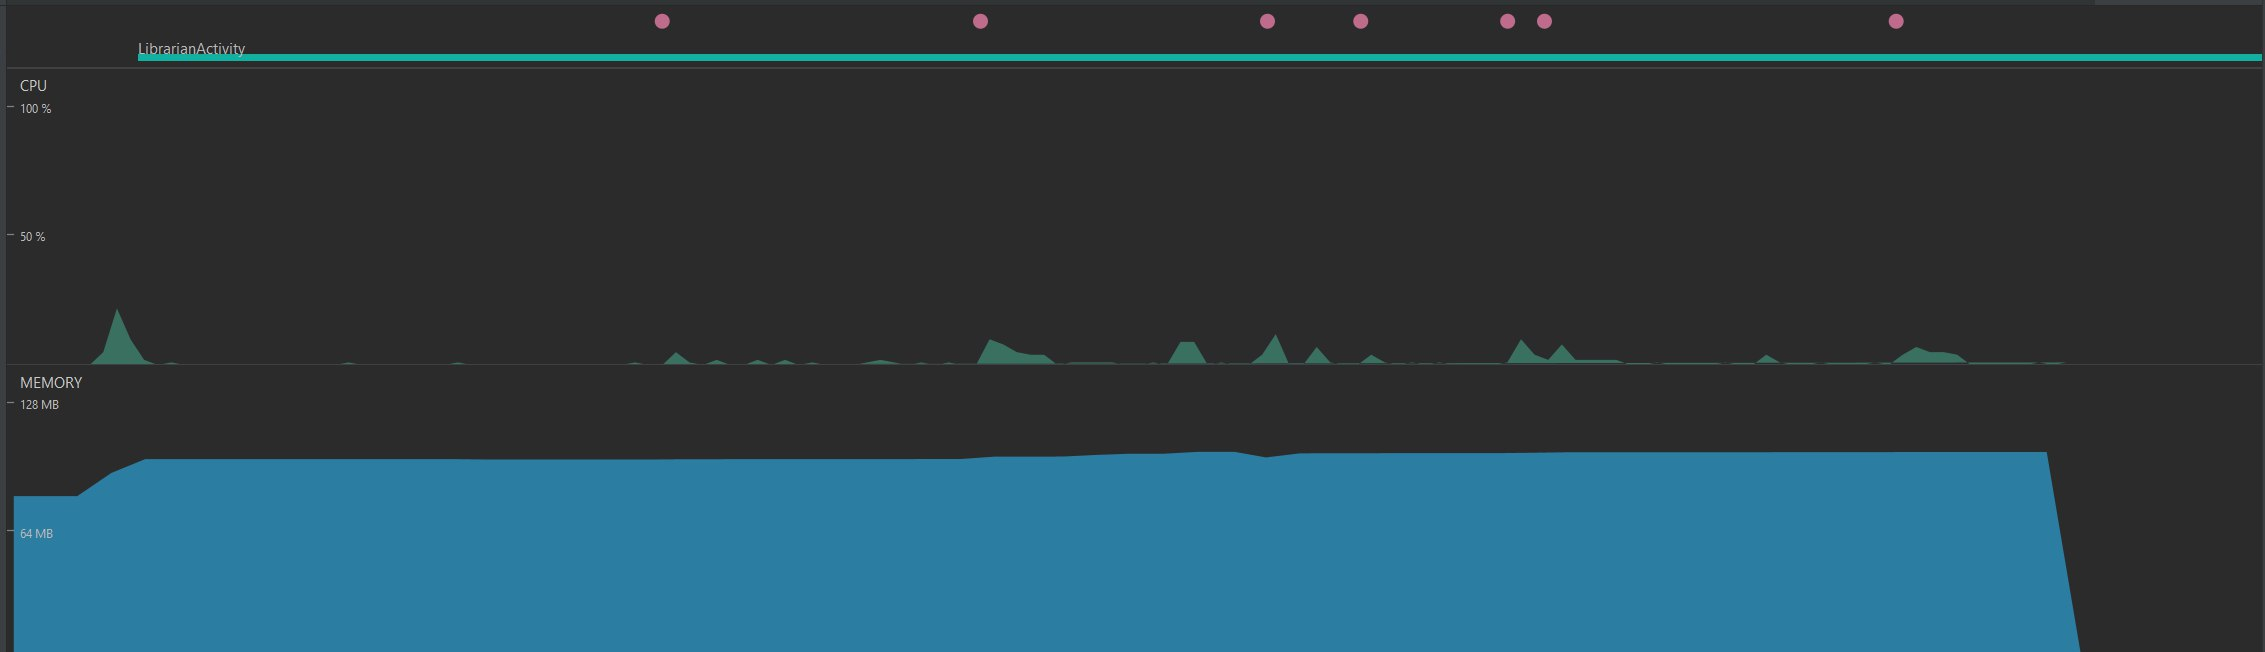 LibrarianActivity
CPU
100 %
50 %
MEMORY
128 MB
64 MB